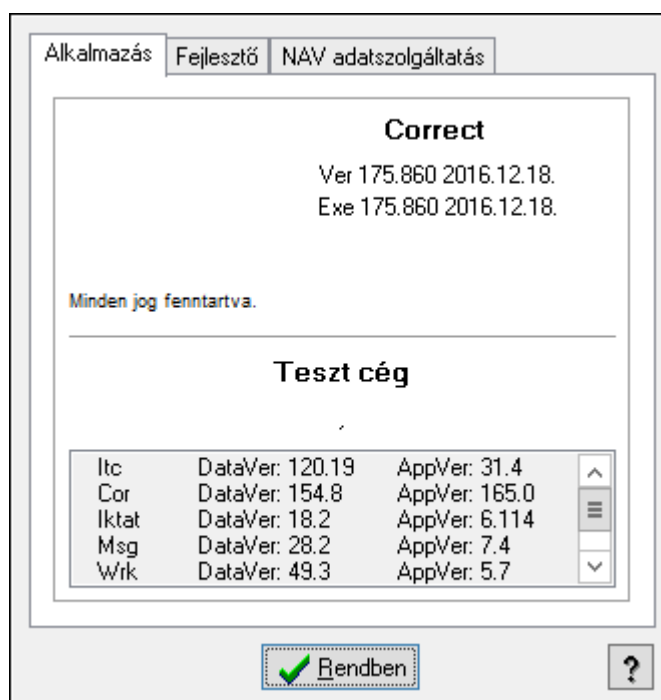 Alkalmazás Fejlesztő NAV adatszolgáltatás
Correct
Ver 175.860 2016.12.18.
Exe 175.860 2016.12.18.
Minden jog fenntartva.
Teszt cég
,
Itc DataVer: 120.19 AppVer: 31.4
Cor DataVer: 154.8 AppVer: 165.0
Iktat DataVer: 18.2 AppVer: 6.114
Msg DataVer: 28.2 AppVer: 7.4
Wrk DataVer: 49.3 AppVer: 5.7
Rendben ?